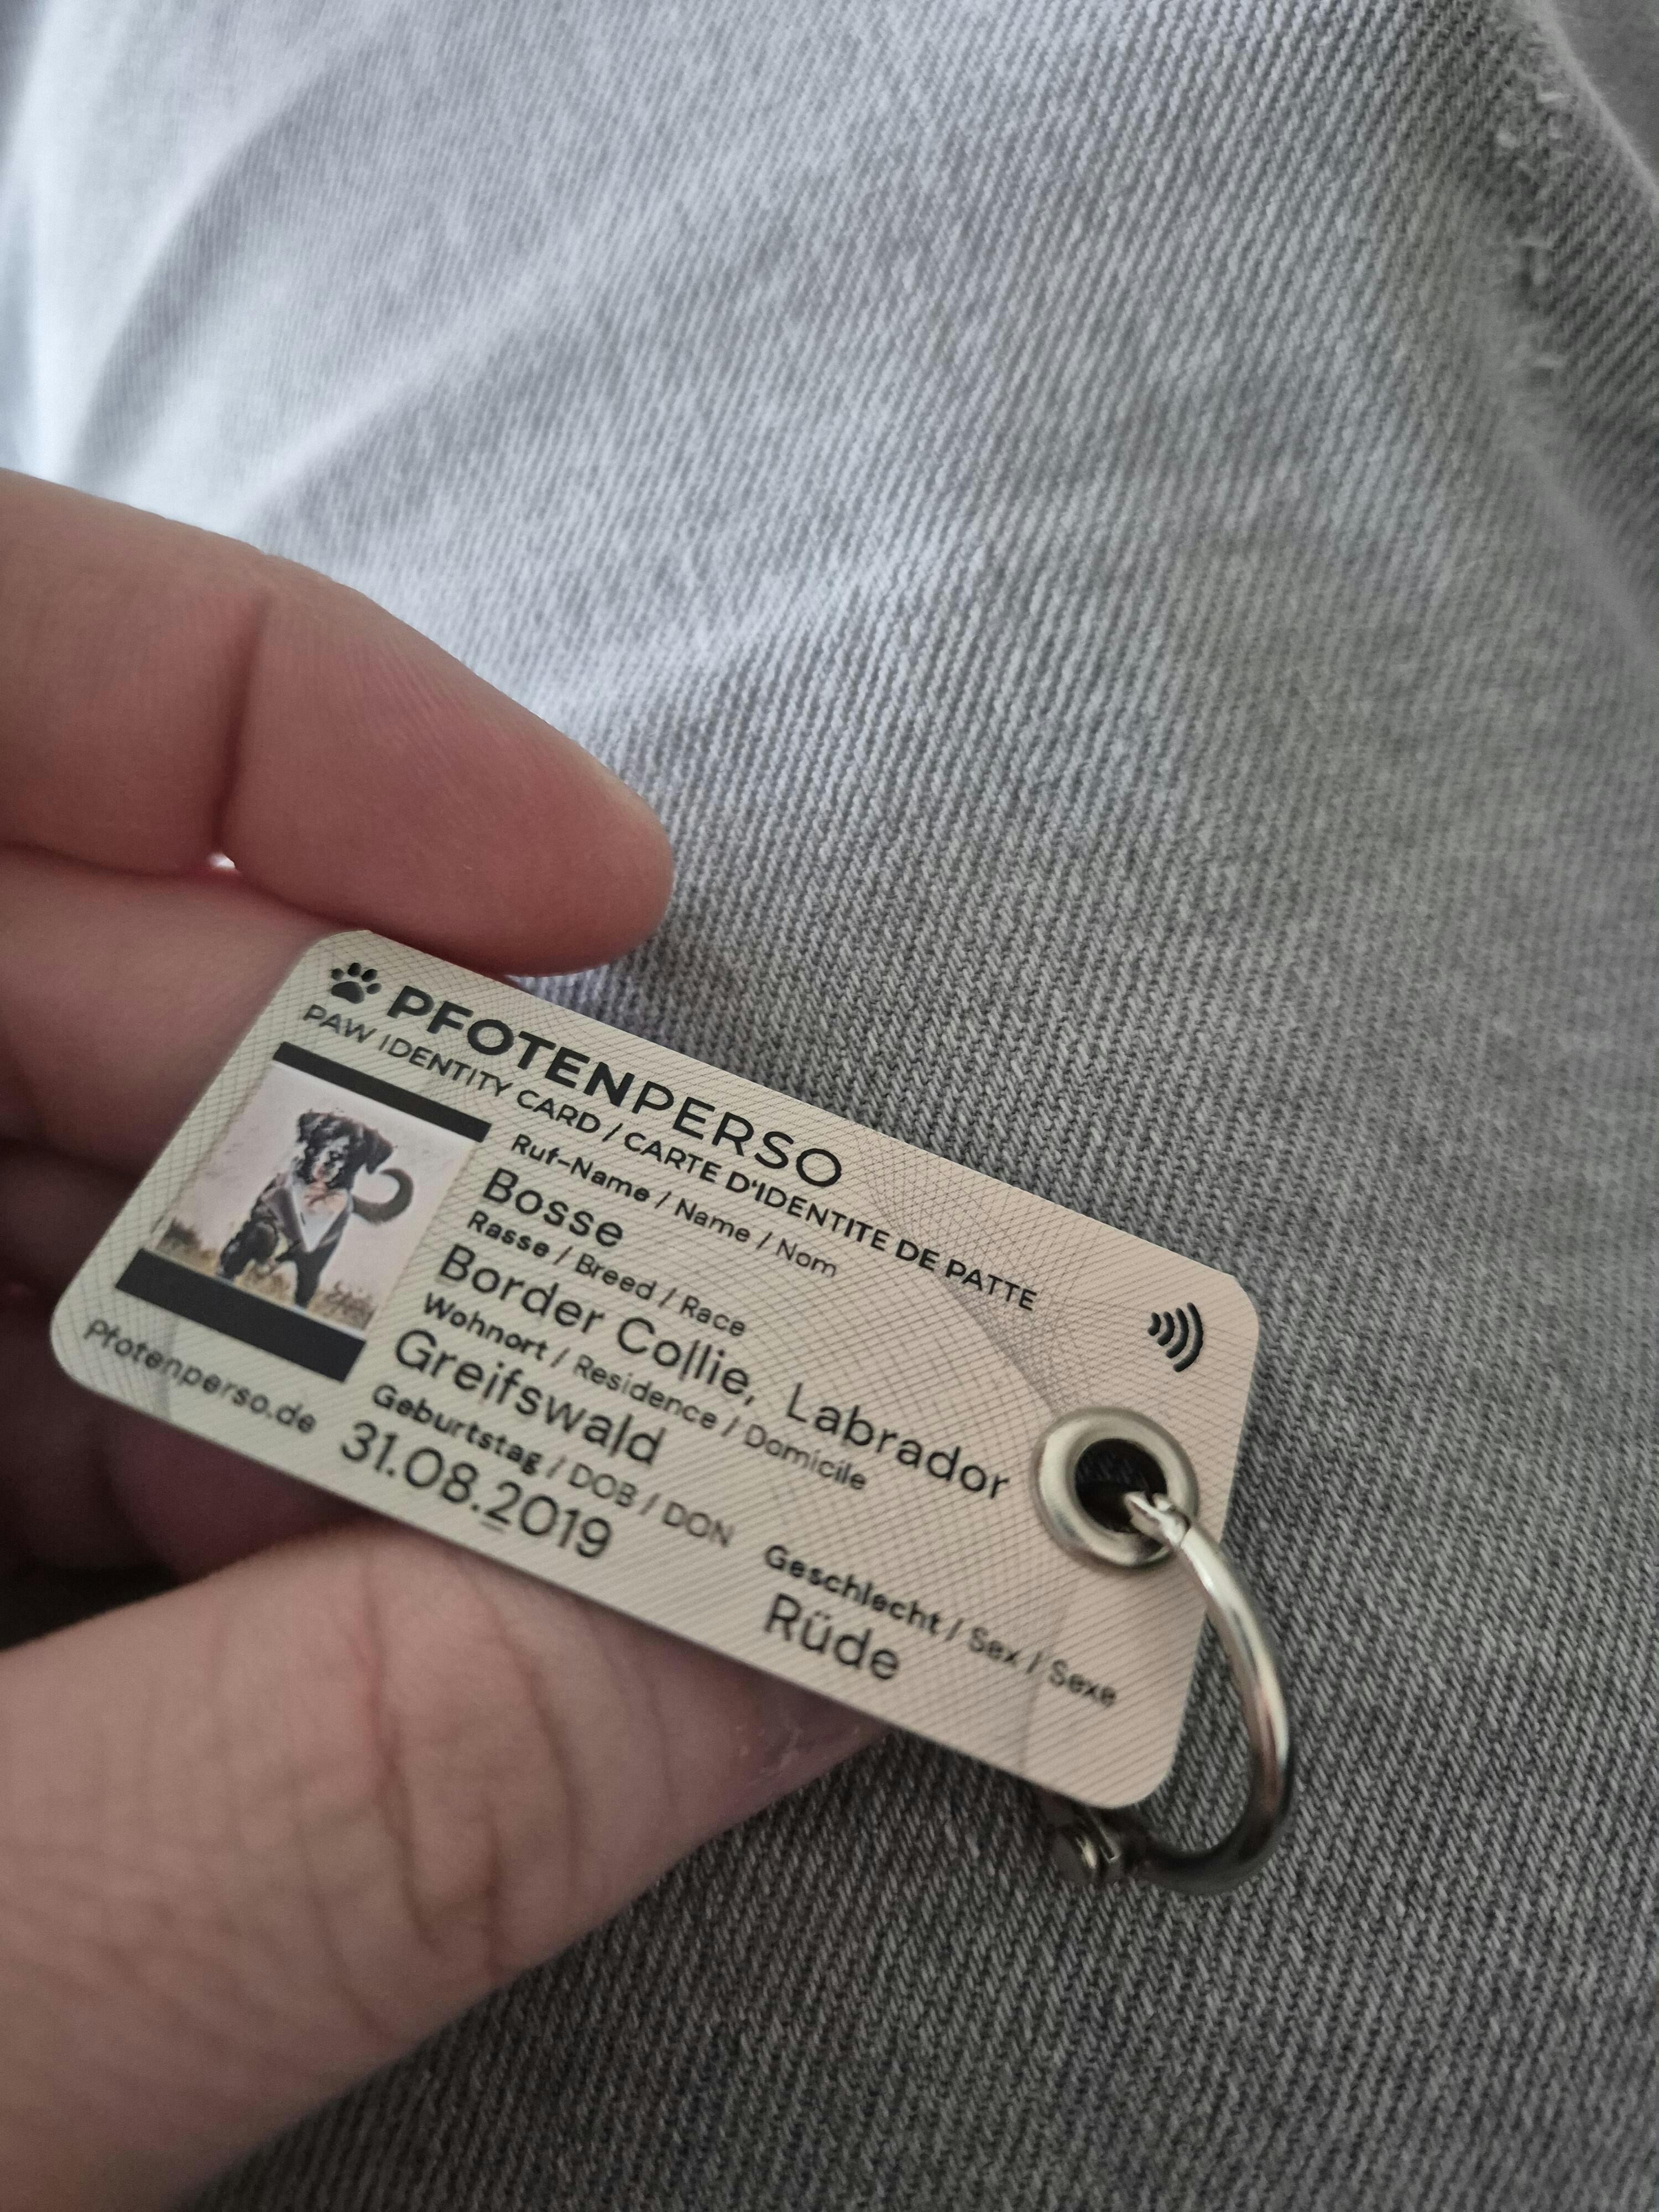 PFOTENPERSO
PAW IDENTITY CARD / CARTE D'IDENTITE DE PATTE
Ruf-Name / Name / Nom
Bosse
Rasse / Breed / Race
Border Collie, Labrador
Wohnort / Residence / Domicile
Greifswald
Geburtstag / DOB / DON
31.08.2019
Geschlecht / Sex / Sexe
Rüde
Pfotenperso.de